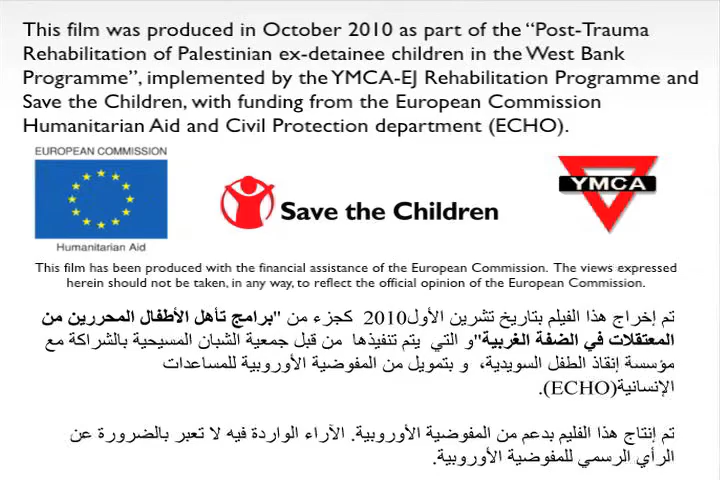 This film was produced in October 2010 as part of the “Post-Trauma
Rehabilitation of Palestinian ex-detainee children in the West Bank
Programme”, implemented by the YMCA-EJ Rehabilitation Programme and
Save the Children, with funding from the European Commission
Humanitarian Aid and Civil Protection department (ECHO).
EUROPEAN COMMISSION
Humanitarian Aid
Save the Children
YMCA
This film has been produced with the financial assistance of the European Commission. The views expressed
herein should not be taken, in any way, to reflect the official opinion of the European Commission.
تم إخراج هذا الفيلم بتاريخ تشرين الأول2010 كجزء من "برامج تأهل الأطفال المحررين من
المعتقلات في الضفة الغربية"و التي يتم تنفيذها من قبل جمعية الشبان المسيحية بالشراكة مع
مؤسسة إنقاذ الطفل السويدية، و بتمويل من المفوضية الأوروبية للمساعدات
الإنسانية(ECHO).
تم إنتاج هذا الفليم بدعم من المفوضية الأوروبية. الآراء الواردة فيه لا تعبر بالضرورة عن
الرأي الرسمي للمفوضية الأوروبية.